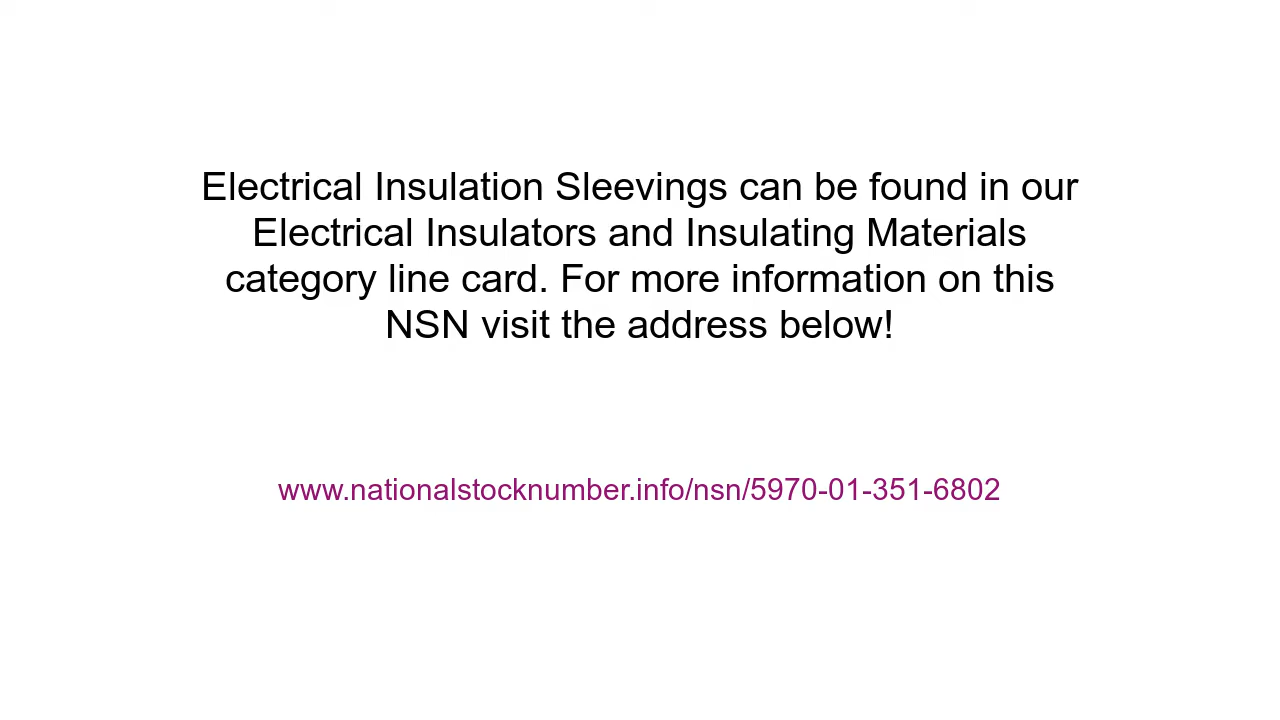 Electrical Insulation Sleevings can be found in our
Electrical Insulators and Insulating Materials
category line card. For more information on this
NSN visit the address below!
www.nationalstocknumber.info/nsn/5970-01-351-6802